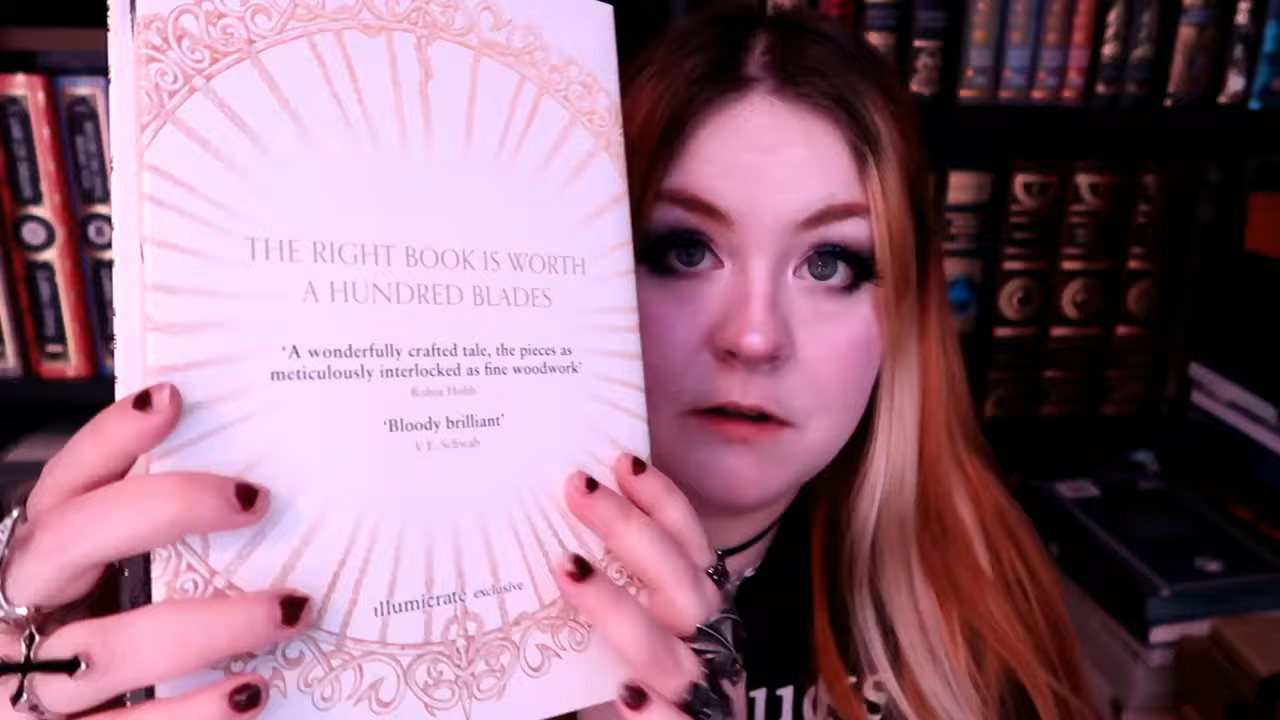 THE RIGHT BOOK IS WORTH
A HUNDRED BLADES
‘A wonderfully crafted tale, the pieces as
meticulously interlocked as fine woodwork’
Robin Hobb
‘Bloody brilliant’
V.E. Schwab
illumicrate exclusive